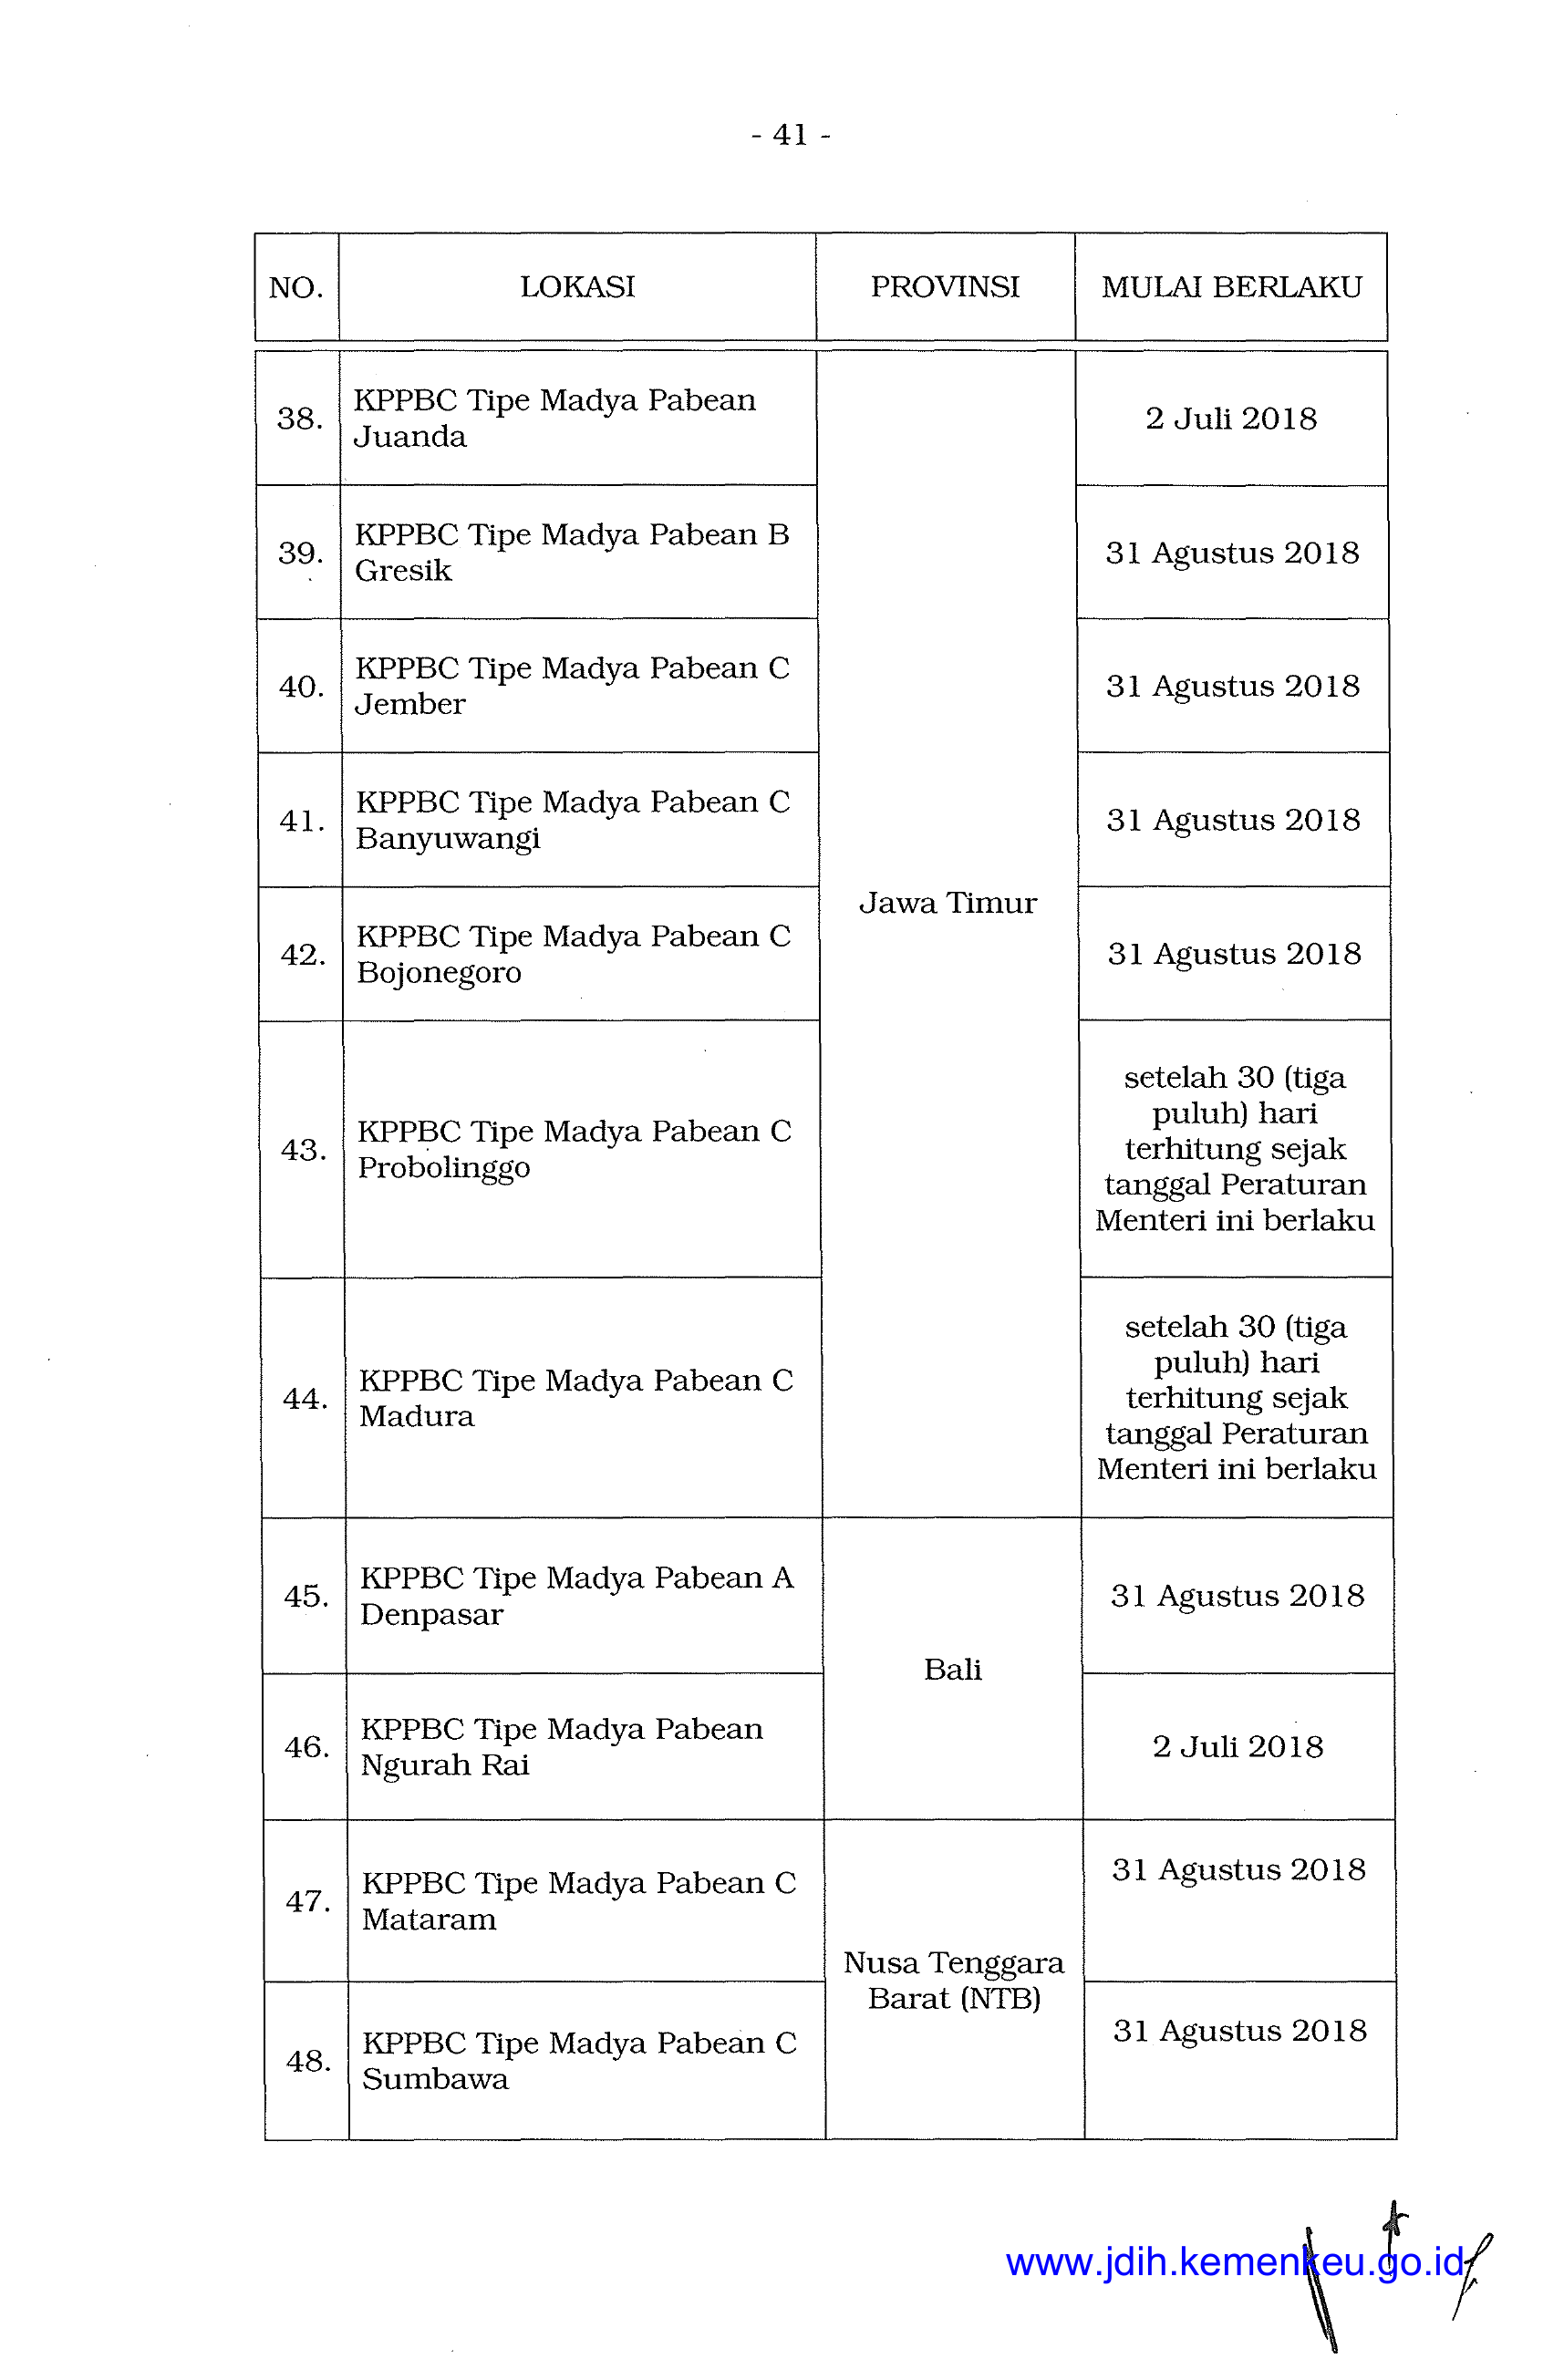 - 41 -
NO. LOKASI PROVINSI MULAI BERLAKU
38. KPPBC Tipe Madya Pabean
Juanda
2 Juli 2018
39. KPPBC Tipe Madya Pabean B
Gresik
31 Agustus 2018
40. KPPBC Tipe Madya Pabean C
Jember
31 Agustus 2018
41. KPPBC Tipe Madya Pabean C
Banyuwangi
31 Agustus 2018
Jawa Timur
42. KPPBC Tipe Madya Pabean C
Bojonegoro
31 Agustus 2018
43. KPPBC Tipe Madya Pabean C
Probolinggo
setelah 30 (tiga
puluh) hari
terhitung sejak
tanggal Peraturan
Menteri ini berlaku
44. KPPBC Tipe Madya Pabean C
Madura
setelah 30 (tiga
puluh) hari
terhitung sejak
tanggal Peraturan
Menteri ini berlaku
45. KPPBC Tipe Madya Pabean A
Denpasar
31 Agustus 2018
Bali
46. KPPBC Tipe Madya Pabean
Ngurah Rai
2 Juli 2018
47. KPPBC Tipe Madya Pabean C
Mataram
31 Agustus 2018
Nusa Tenggara
Barat (NTB)
48. KPPBC Tipe Madya Pabean C
Sumbawa
31 Agustus 2018
www.jdih.kemenkeu.go.id